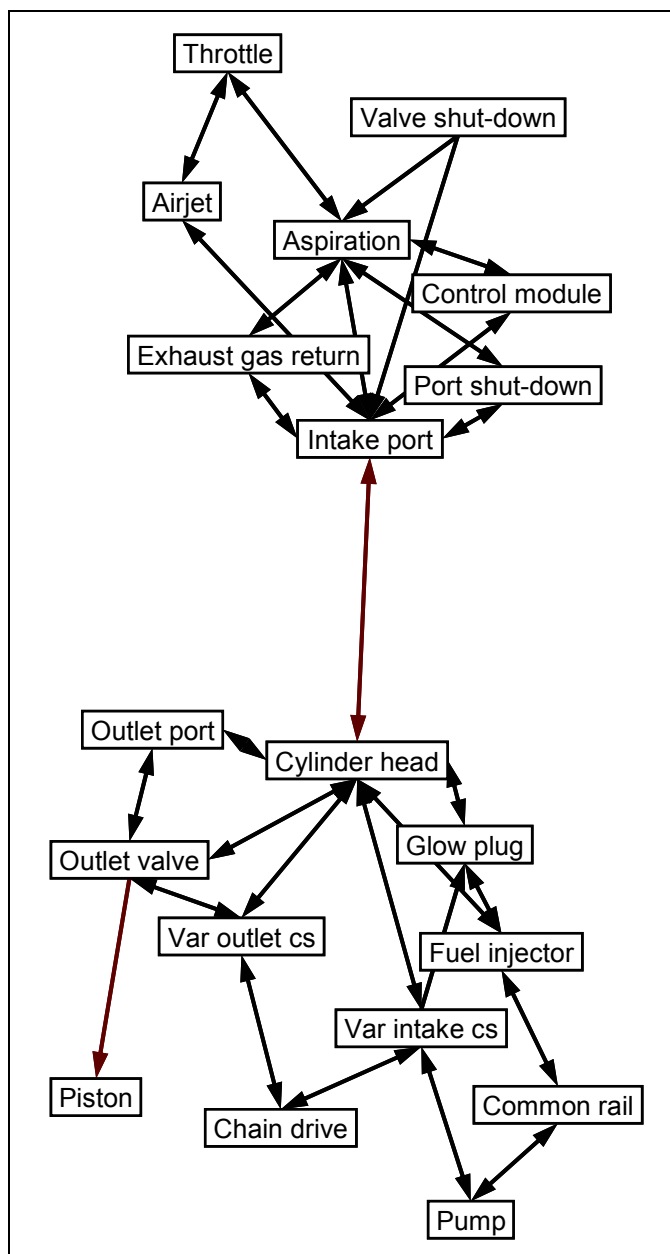 Throttle
Valve shut-down
Airjet
Aspiration
Control module
Exhaust gas return
Port shut-down
Intake port
Outlet port
Cylinder head
Glow plug
Outlet valve
Var outlet cs
Fuel injector
Var intake cs
Piston
Common rail
Chain drive
Pump